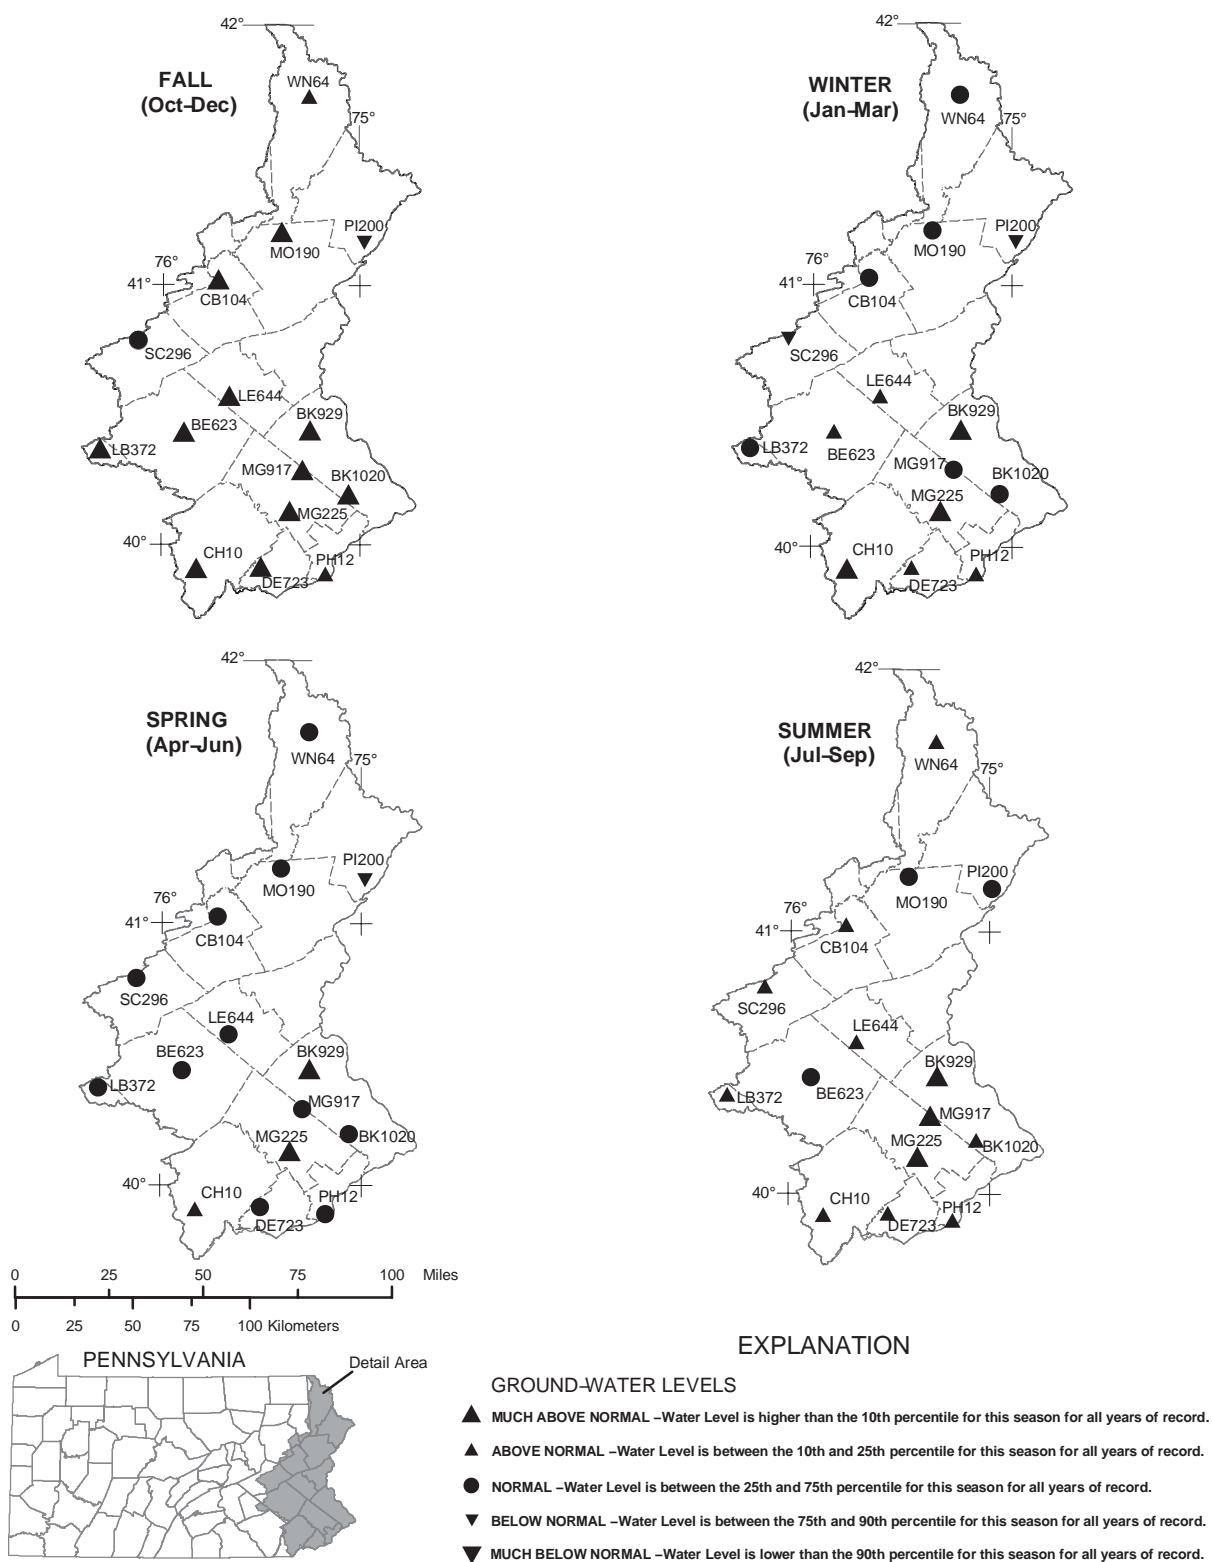 42°
FALL
(Oct–Dec)
WN64
75°
PI200
MO190
76°
41°
CB104
SC296
LE644
BK929
BE623
LB372
MG917
BK1020
MG225
40°
CH10
PH12
DE723
42°
WINTER
(Jan–Mar)
WN64
75°
PI200
MO190
76°
41°
CB104
SC296
LE644
BK929
LB372
BE623
MG917
BK1020
MG225
40°
CH10
PH12
DE723
42°
SPRING
(Apr–Jun)
WN64
75°
PI200
MO190
76°
41°
CB104
SC296
LE644
BE623
BK929
LB372
MG917
MG225
BK1020
40°
CH10
PH12
DE723
42°
SUMMER
(Jul–Sep)
WN64
75°
PI200
MO190
76°
41°
CB104
SC296
LE644
BK929
BE623
LB372
MG917
MG225
BK1020
40°
CH10
PH12
DE723
0 25 50 75 100 Miles
0 25 50 75 100 Kilometers
PENNSYLVANIA
Detail Area
EXPLANATION
GROUND–WATER LEVELS
MUCH ABOVE NORMAL –Water Level is higher than the 10th percentile for this season for all years of record.
ABOVE NORMAL –Water Level is between the 10th and 25th percentile for this season for all years of record.
NORMAL –Water Level is between the 25th and 75th percentile for this season for all years of record.
BELOW NORMAL –Water Level is between the 75th and 90th percentile for this season for all years of record.
MUCH BELOW NORMAL –Water Level is lower than the 90th percentile for this season for all years of record.